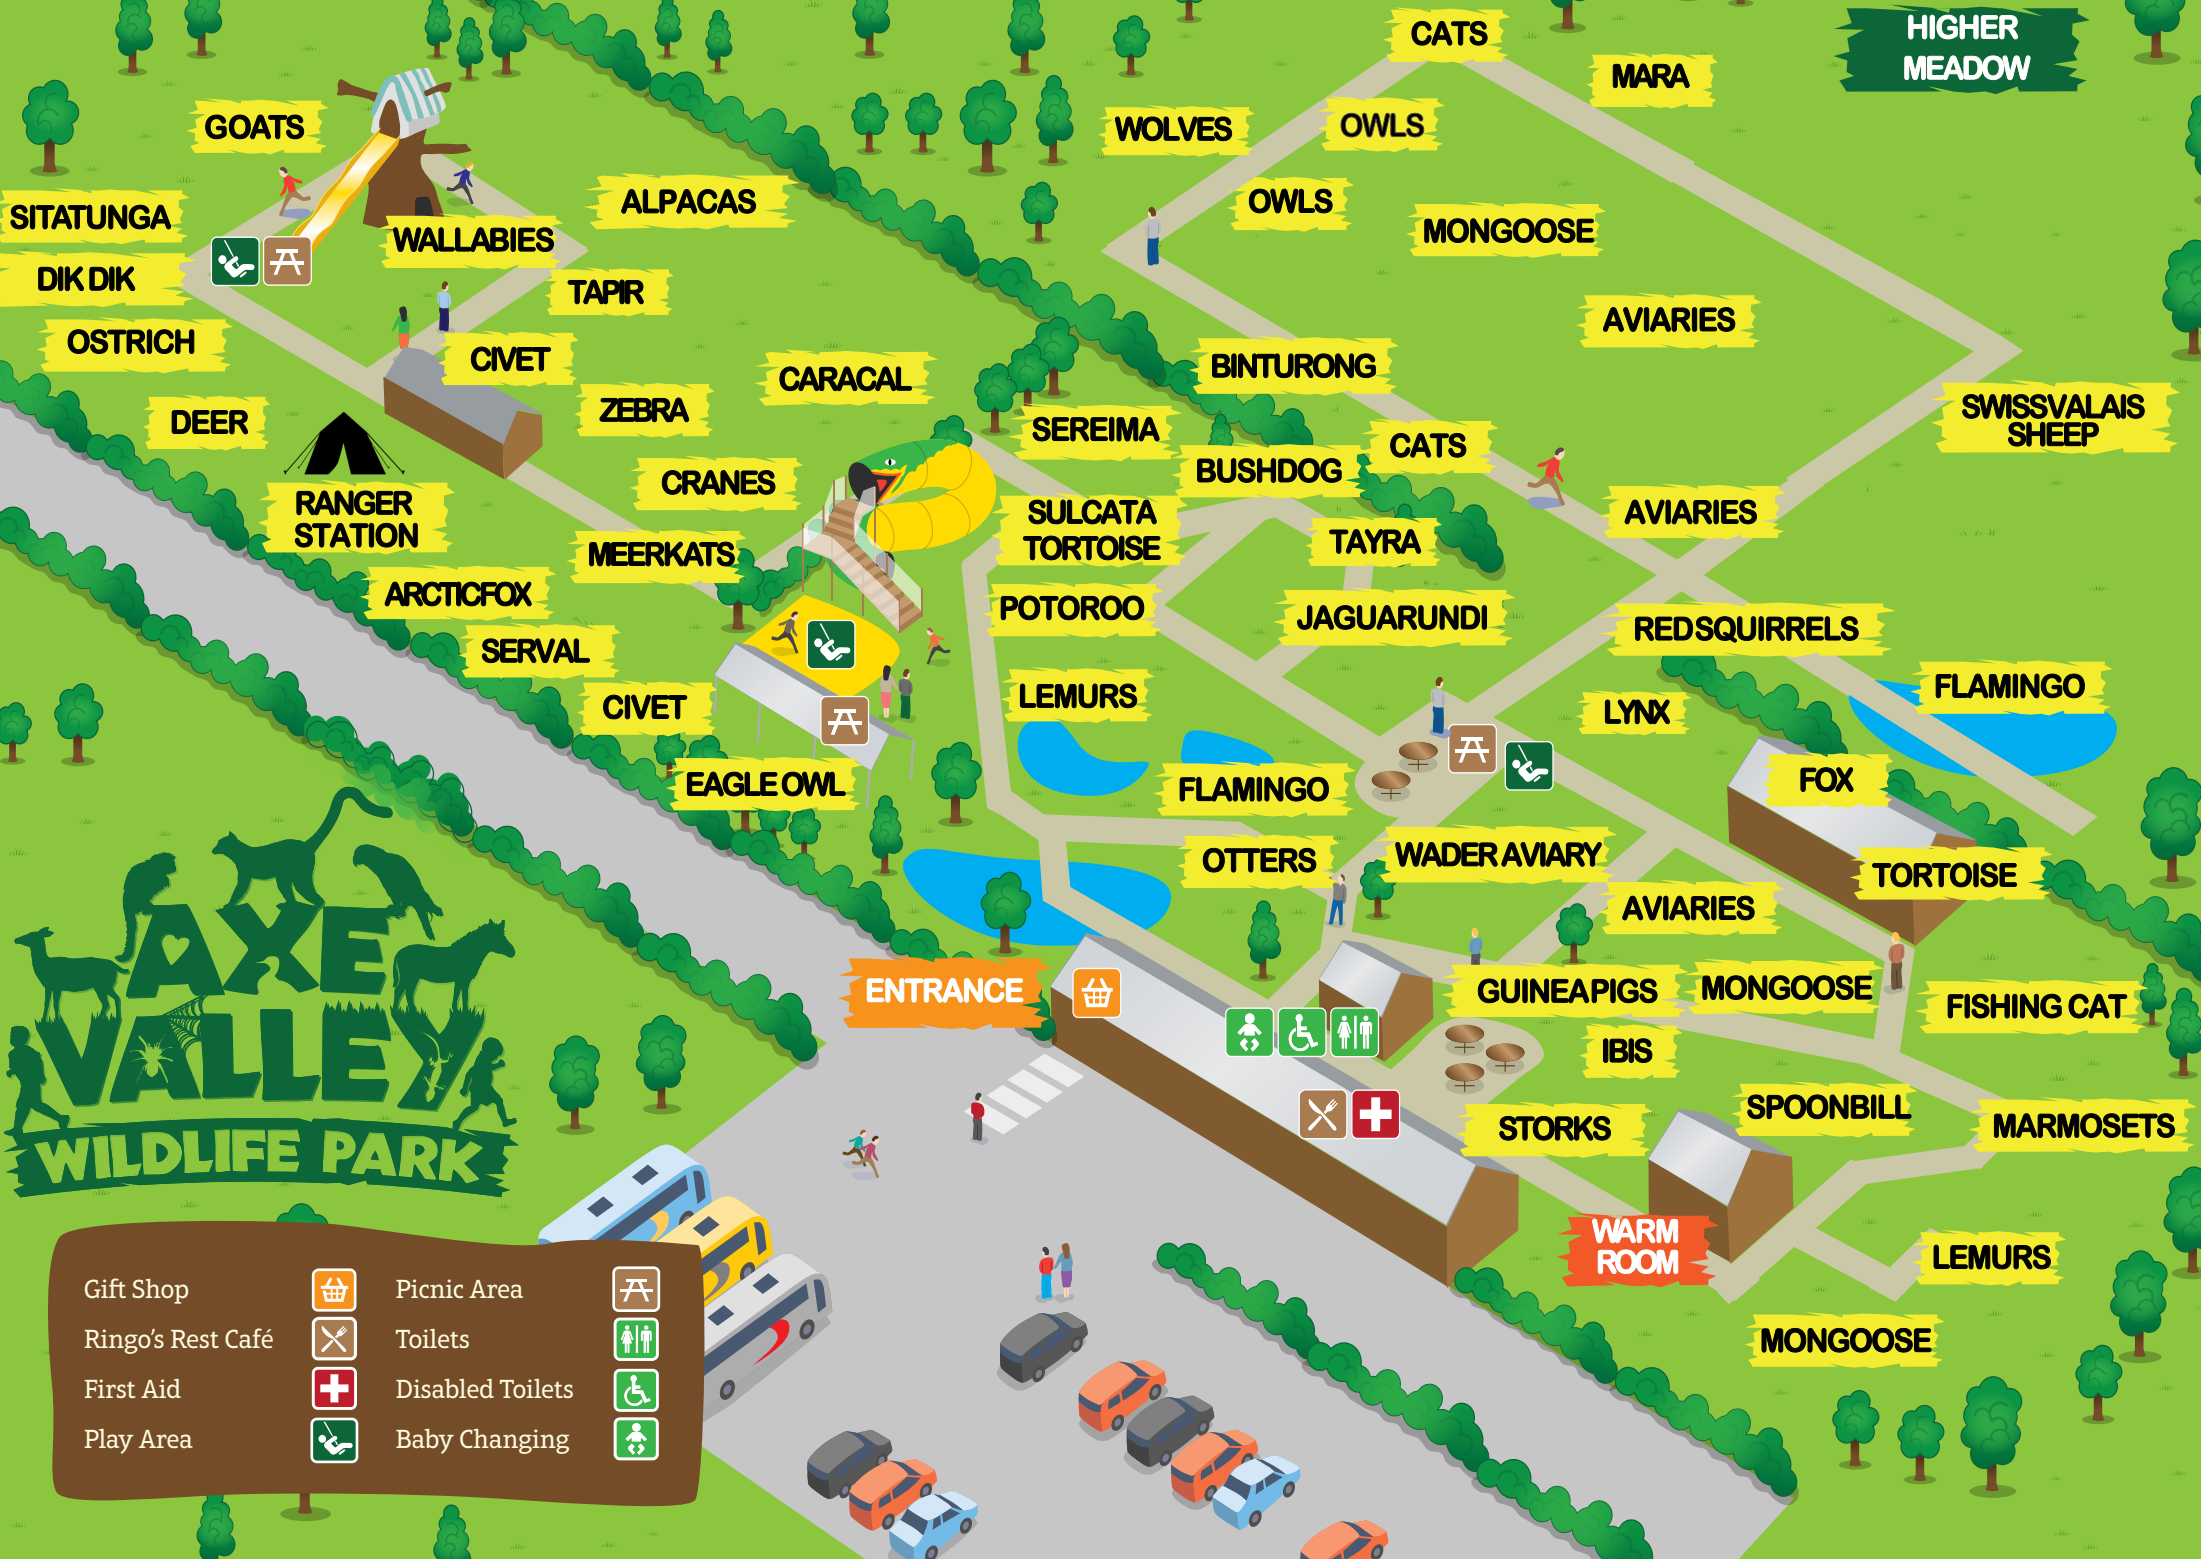 CATS
HIGHER
MEADOW
MARA
GOATS
WOLVES
OWLS
SITATUNGA
ALPACAS
OWLS
WALLABIES
MONGOOSE
DIK DIK
TAPIR
AVIARIES
OSTRICH
CIVET
BINTURONG
CARACAL
DEER
ZEBRA
SEREIMA
CATS
SWISSVALAIS
SHEEP
CRANES
BUSHDOG
RANGER
STATION
SULCATA
TORTOISE
AVIARIES
MEERKATS
TAYRA
ARCTICFOX
POTOROO
JAGUARUNDI
REDSQUIRRELS
SERVAL
LEMURS
FLAMINGO
CIVET
LYNX
EAGLE OWL
FLAMINGO
FOX
OTTERS
WADER AVIARY
TORTOISE
AVIARIES
AXE
VALLEY
WILDLIFE PARK
ENTRANCE
GUINEAPIGS
MONGOOSE
FISHING CAT
IBIS
STORKS
SPOONBILL
MARMOSETS
WARM
ROOM
LEMURS
MONGOOSE
Gift Shop
Picnic Area
Ringo's Rest Café
Toilets
First Aid
Disabled Toilets
Play Area
Baby Changing